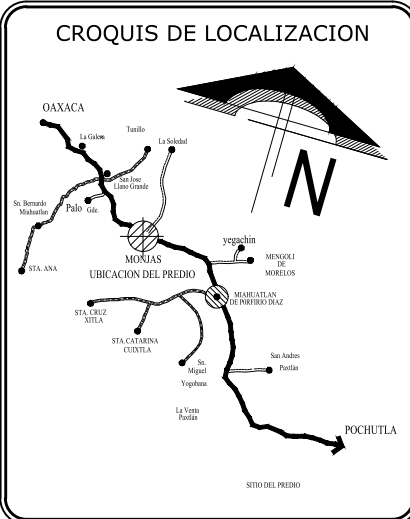 CROQUIS DE LOCALIZACION
OAXACA
La Galera
Tunillo
La Soledad
San Jose
Llano Grande
Sn. Bernardo
Miahuatlan
Palo
Gde.
N
yegachin
MONJAS
UBICACION DEL PREDIO
MENGOLI
DE
MORELOS
STA. ANA
MIAHUATLAN
DE PORFIRIO DIAZ
STA. CRUZ
XITLA
STA. CATARINA
CUIXTLA
Sn.
Miguel
Yogobana
San Andres
Paxtlán
La Venta
Paxtlán
POCHUTLA
SITIO DEL PREDIO